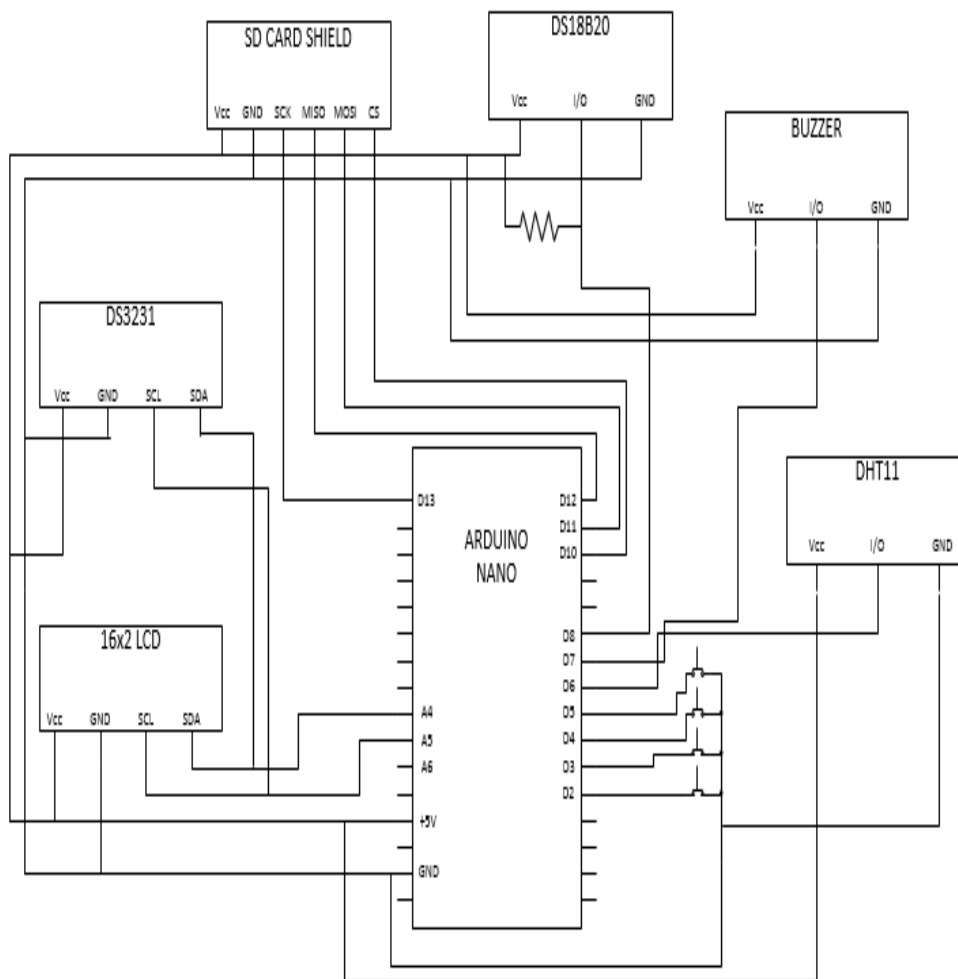 SD CARD SHIELD
Vcc GND SCK MISO MOSI CS
DS18B20
Vcc I/O GND
BUZZER
Vcc I/O GND
DS3231
Vcc GND SCL SDA
DHT11
Vcc I/O GND
16x2 LCD
Vcc GND SCL SDA
ARDUINO
NANO
D13
A4
A5
A6
+5V
GND
D12
D11
D10
D8
D7
D6
D5
D4
D3
D2